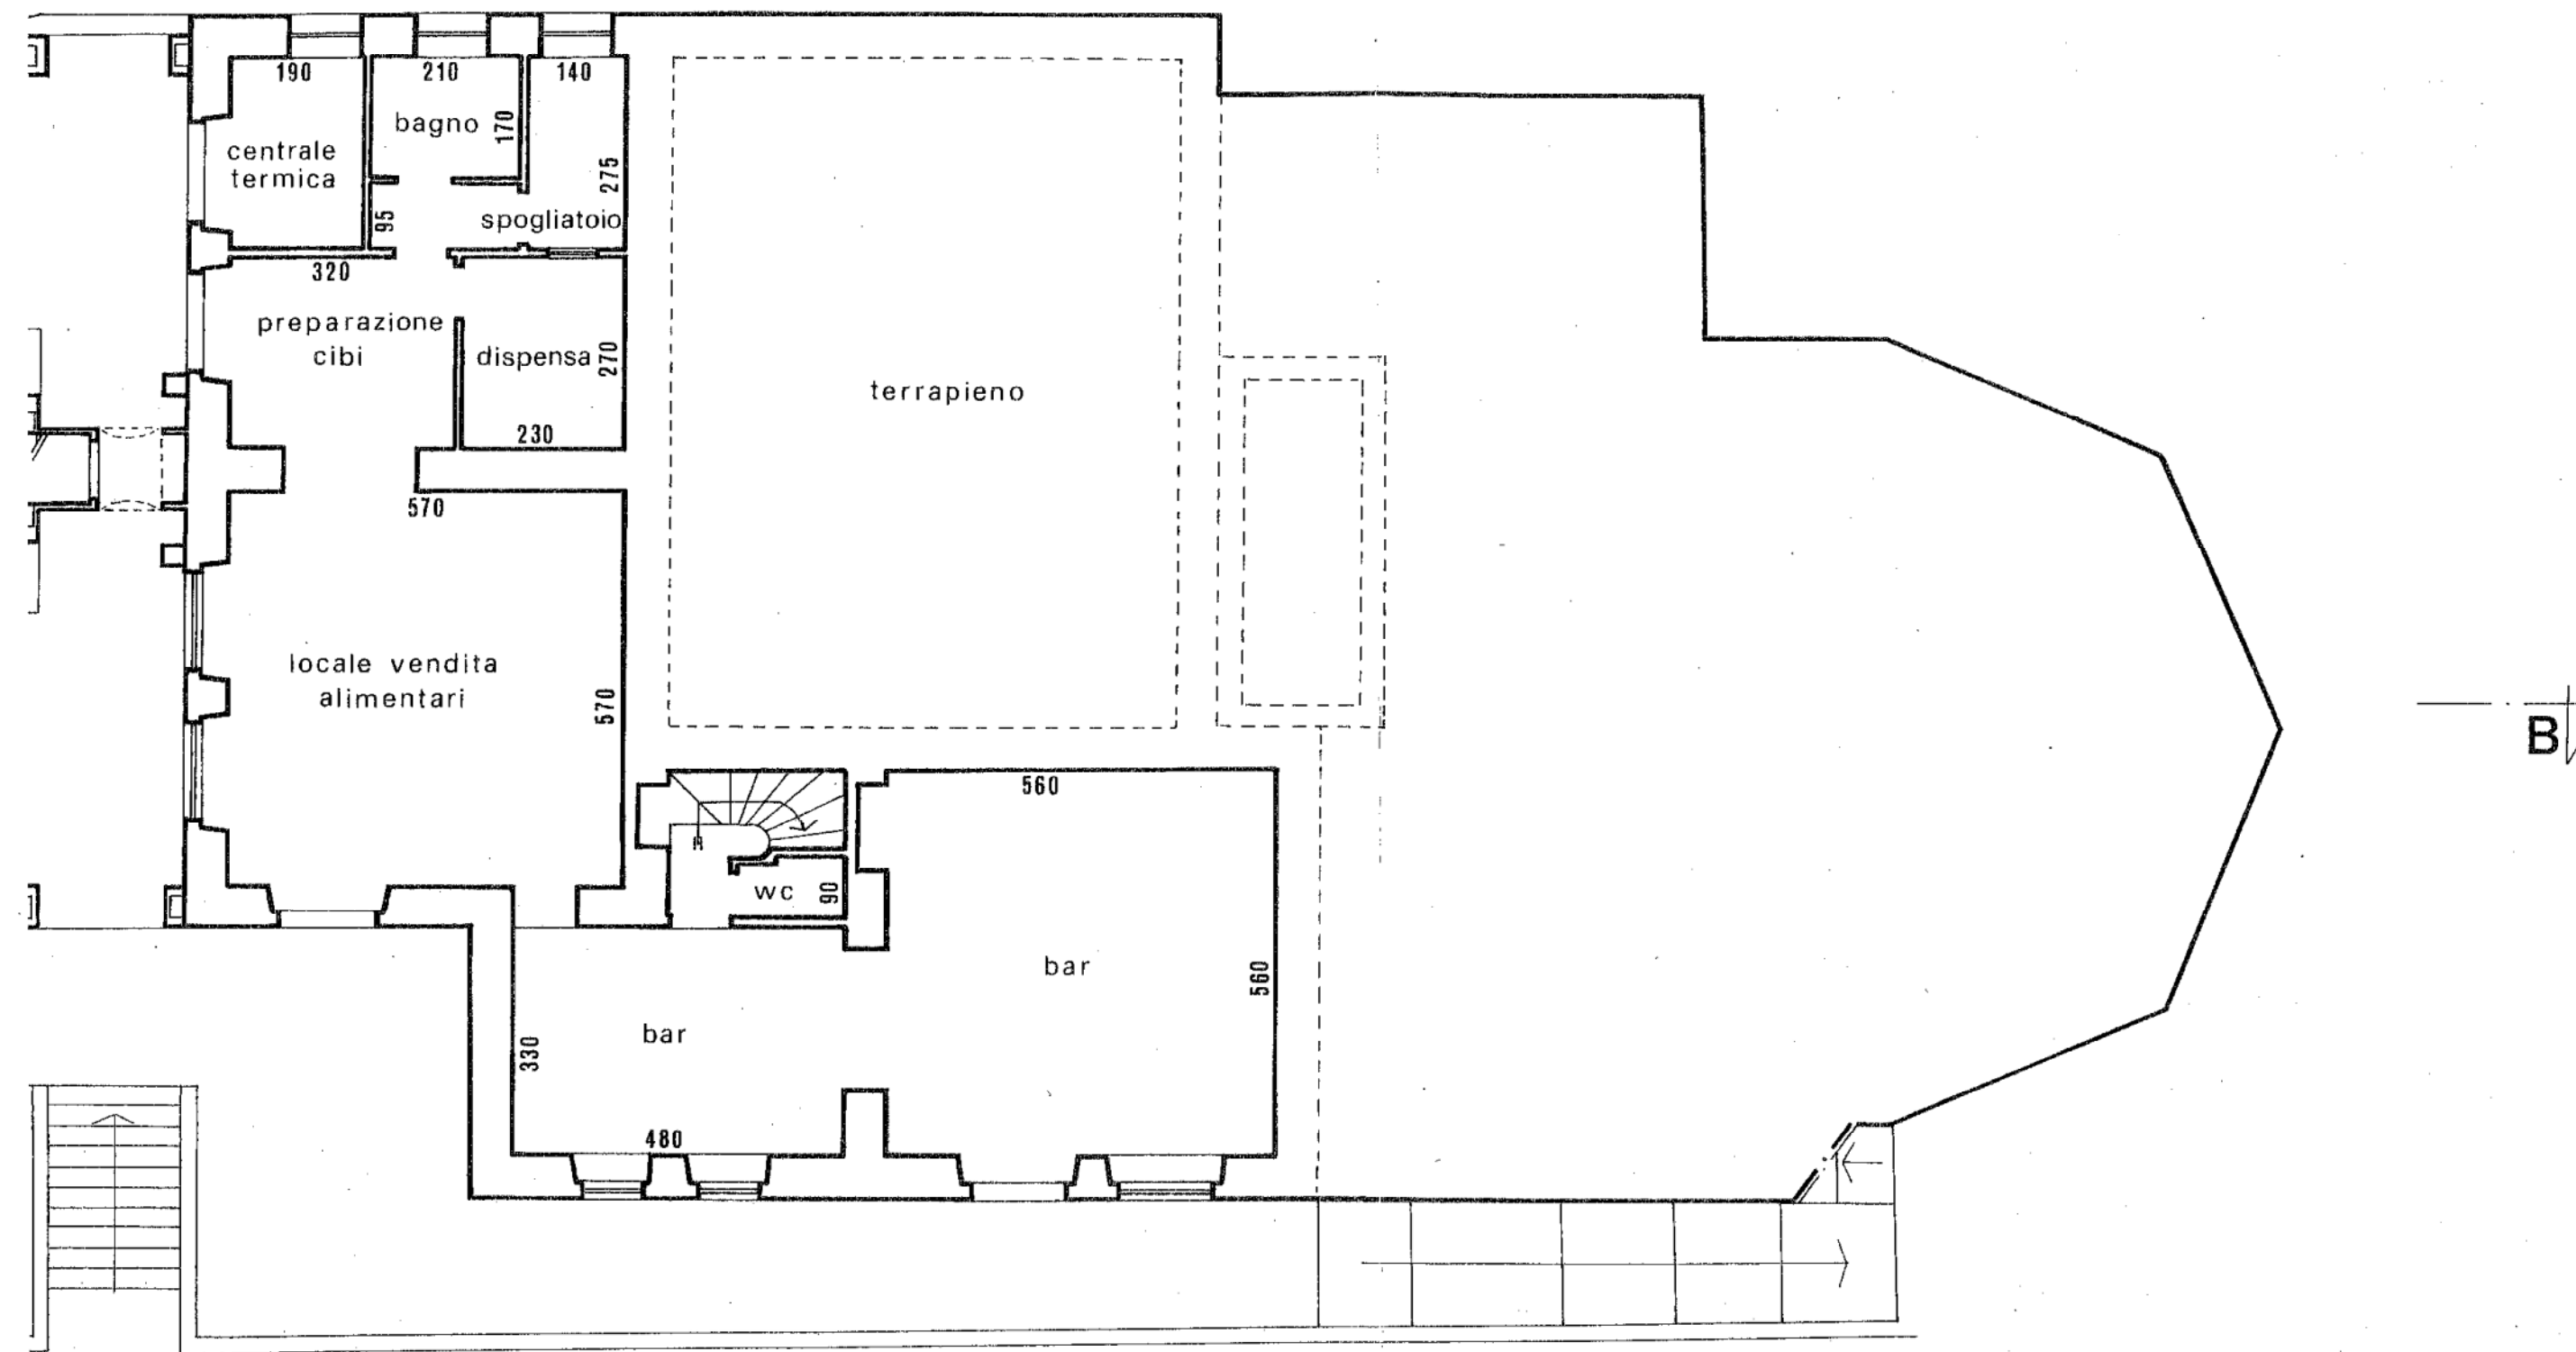 190
210
140
bagno
170
centrale
termica
275
95
spogliatoio
320
preparazione
cibi
dispensa
270
230
terrapieno
570
locale vendita
alimentari
570
560
wc
90
bar
560
bar
330
480
B